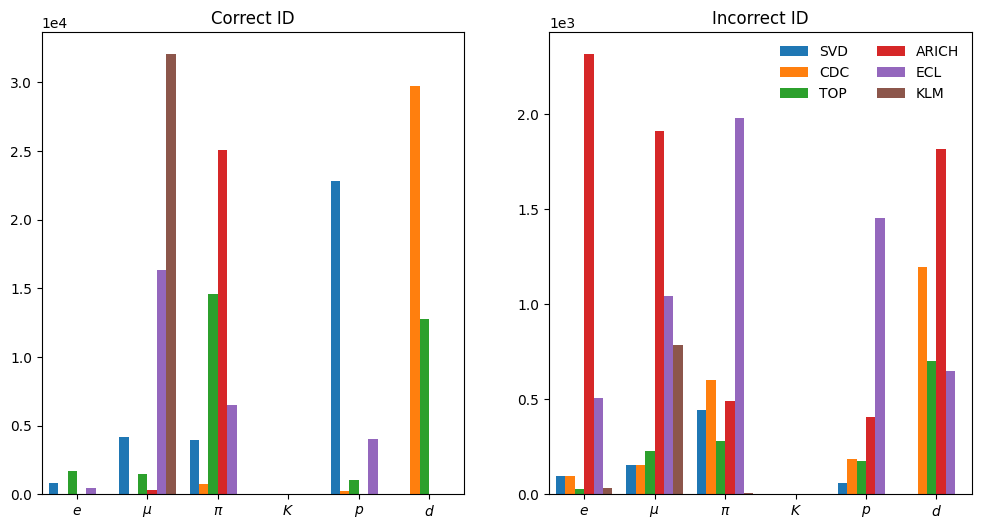 Correct ID
1e4
3.0
2.5
2.0
1.5
1.0
0.5
0.0
e μ π K p d
Incorrect ID
1e3
SVD ARICH
CDC ECL
TOP KLM
2.0
1.5
1.0
0.5
0.0
e μ π K p d